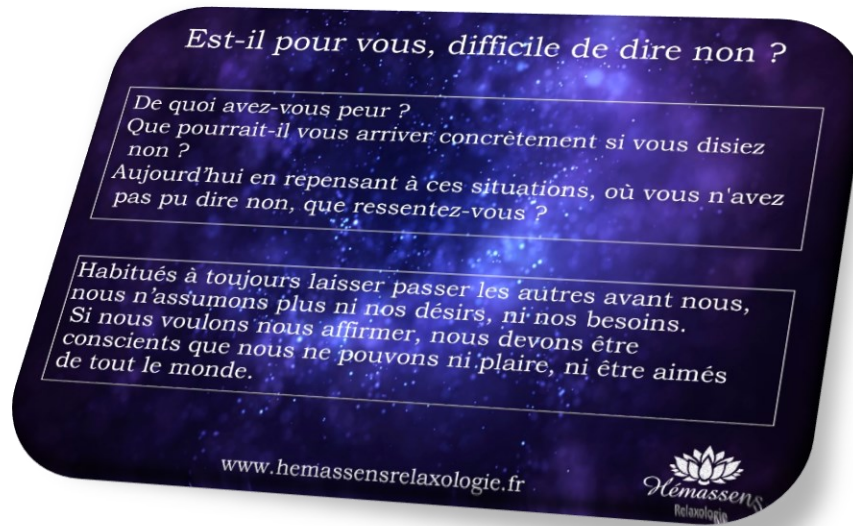 Est-il pour vous, difficile de dire non ?
De quoi avez-vous peur ?
Que pourrait-il vous arriver concrètement si vous disiez
non ?
Aujourd'hui en repensant à ces situations, où vous n'avez
pas pu dire non, que ressentez-vous ?
Habitués à toujours laisser passer les autres avant nous,
nous n'assumons plus ni nos désirs, ni nos besoins.
Si nous voulons nous affirmer, nous devons être
conscients que nous ne pouvons ni plaire, ni être aimés
de tout le monde.
www.hemassensrelaxologie.fr
Hémassens
Relaxologie